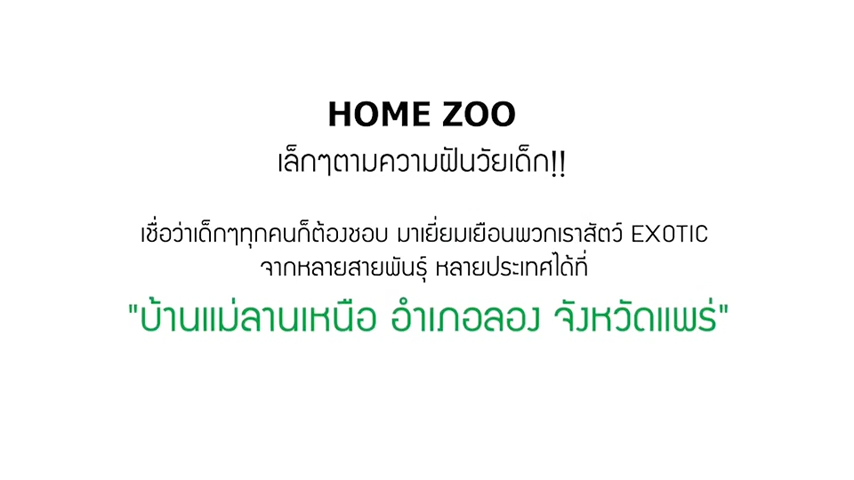 HOME ZOO
เล็กๆตามความฝันวัยเด็ก!!
เชื่อว่าเด็กๆทุกคนก็ต้องชอบ มาเยี่ยมเยือนพวกเราสัตว์ EXOTIC
จากหลายสายพันธุ์ หลายประเทศได้ที่
"บ้านแม่ลานเหนือ อำเภอลอง จังหวัดแพร่"